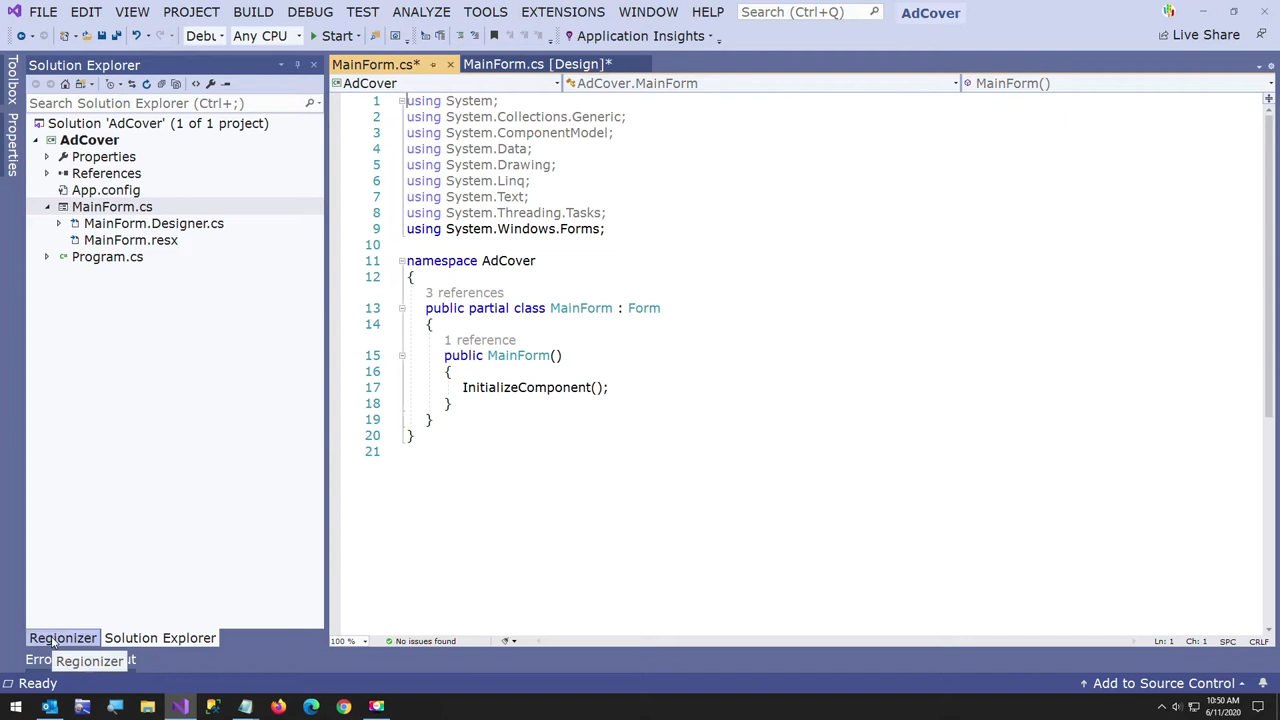 FILE EDIT VIEW PROJECT BUILD DEBUG TEST ANALYZE TOOLS EXTENSIONS WINDOW HELP Search (Ctrl+Q) AdCover
Debu Any CPU Start Application Insights Live Share
Toolbox
Properties
Solution Explorer
Search Solution Explorer (Ctrl+;)
Solution 'AdCover' (1 of 1 project)
AdCover
Properties
References
App.config
MainForm.cs
MainForm.Designer.cs
MainForm.resx
Program.cs
MainForm.cs* MainForm.cs [Design]*
AdCover AdCover.MainForm MainForm()
1 using System;
2 using System.Collections.Generic;
3 using System.ComponentModel;
4 using System.Data;
5 using System.Drawing;
6 using System.Linq;
7 using System.Text;
8 using System.Threading.Tasks;
9 using System.Windows.Forms;
10
11 namespace AdCover
12 {
3 references
13 public partial class MainForm : Form
14 {
1 reference
15 public MainForm()
16 {
17 InitializeComponent();
18 }
19 }
20 }
21
100 % No issues found Ln: 1 Ch: 1 SPC CRLF
Regionizer Solution Explorer
Erro ut
Regionizer
Ready Add to Source Control
10:50 AM
6/11/2020